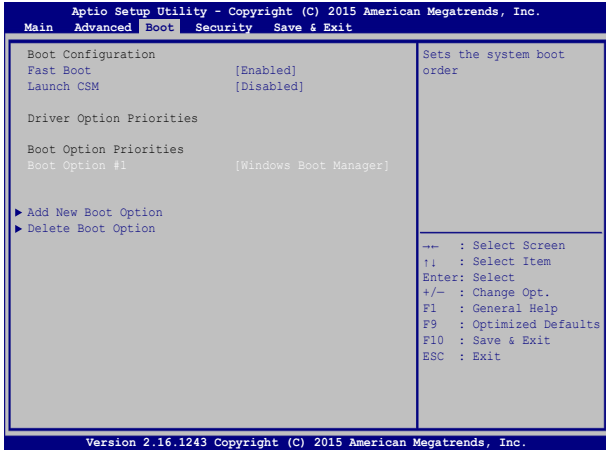 Aptio Setup Utility - Copyright (C) 2015 American Megatrends, Inc.
Main Advanced Boot Security Save & Exit
Boot Configuration
Fast Boot [Enabled]
Launch CSM [Disabled]
Driver Option Priorities
Boot Option Priorities
Boot Option #1 [Windows Boot Manager]
▶ Add New Boot Option
▶ Delete Boot Option
Sets the system boot
order
→← : Select Screen
↑↓ : Select Item
Enter: Select
+/— : Change Opt.
F1 : General Help
F9 : Optimized Defaults
F10 : Save & Exit
ESC : Exit
Version 2.16.1243 Copyright (C) 2015 American Megatrends, Inc.